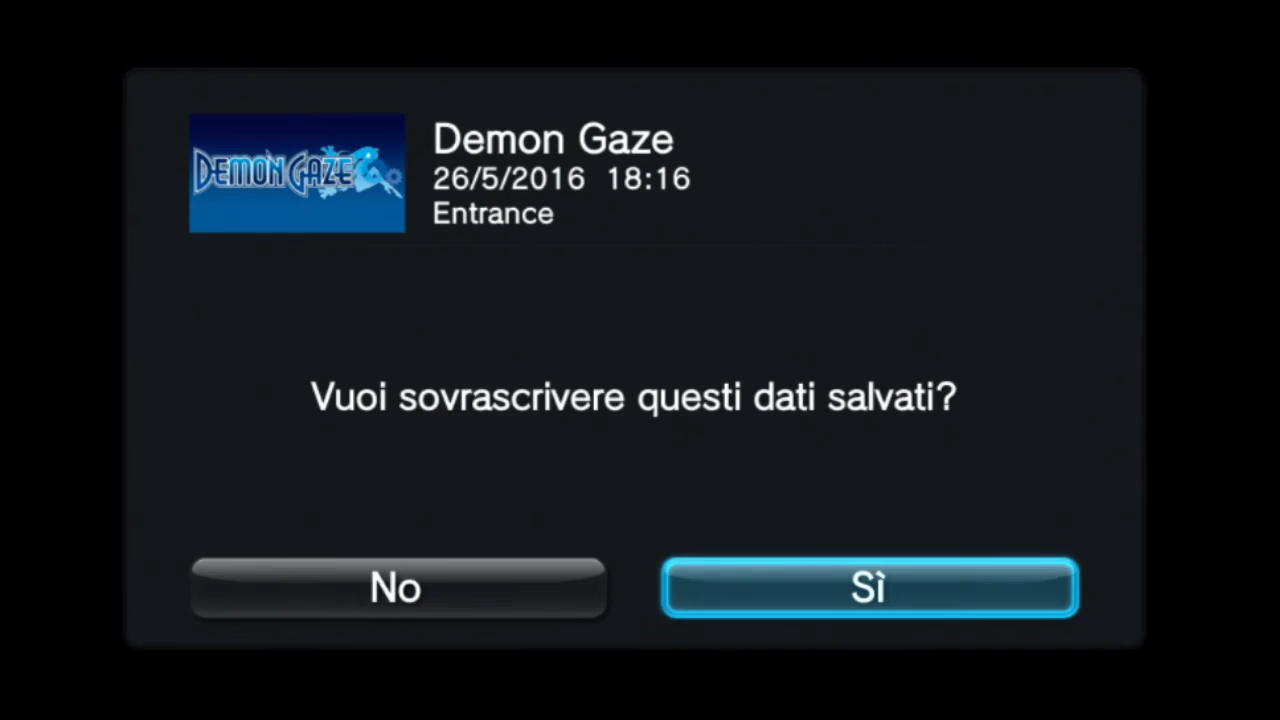 DEMON GAZE
Demon Gaze
26/5/2016 18:16
Entrance
Vuoi sovrascrivere questi dati salvati?
No
Sì